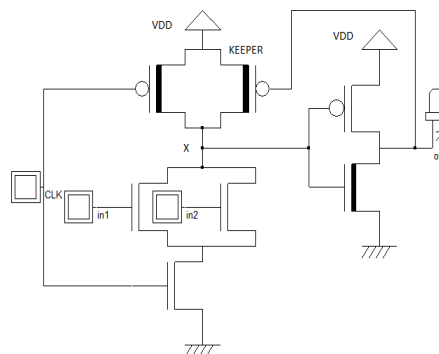 VDD
KEEPER
VDD
X
CLK
in1
in2